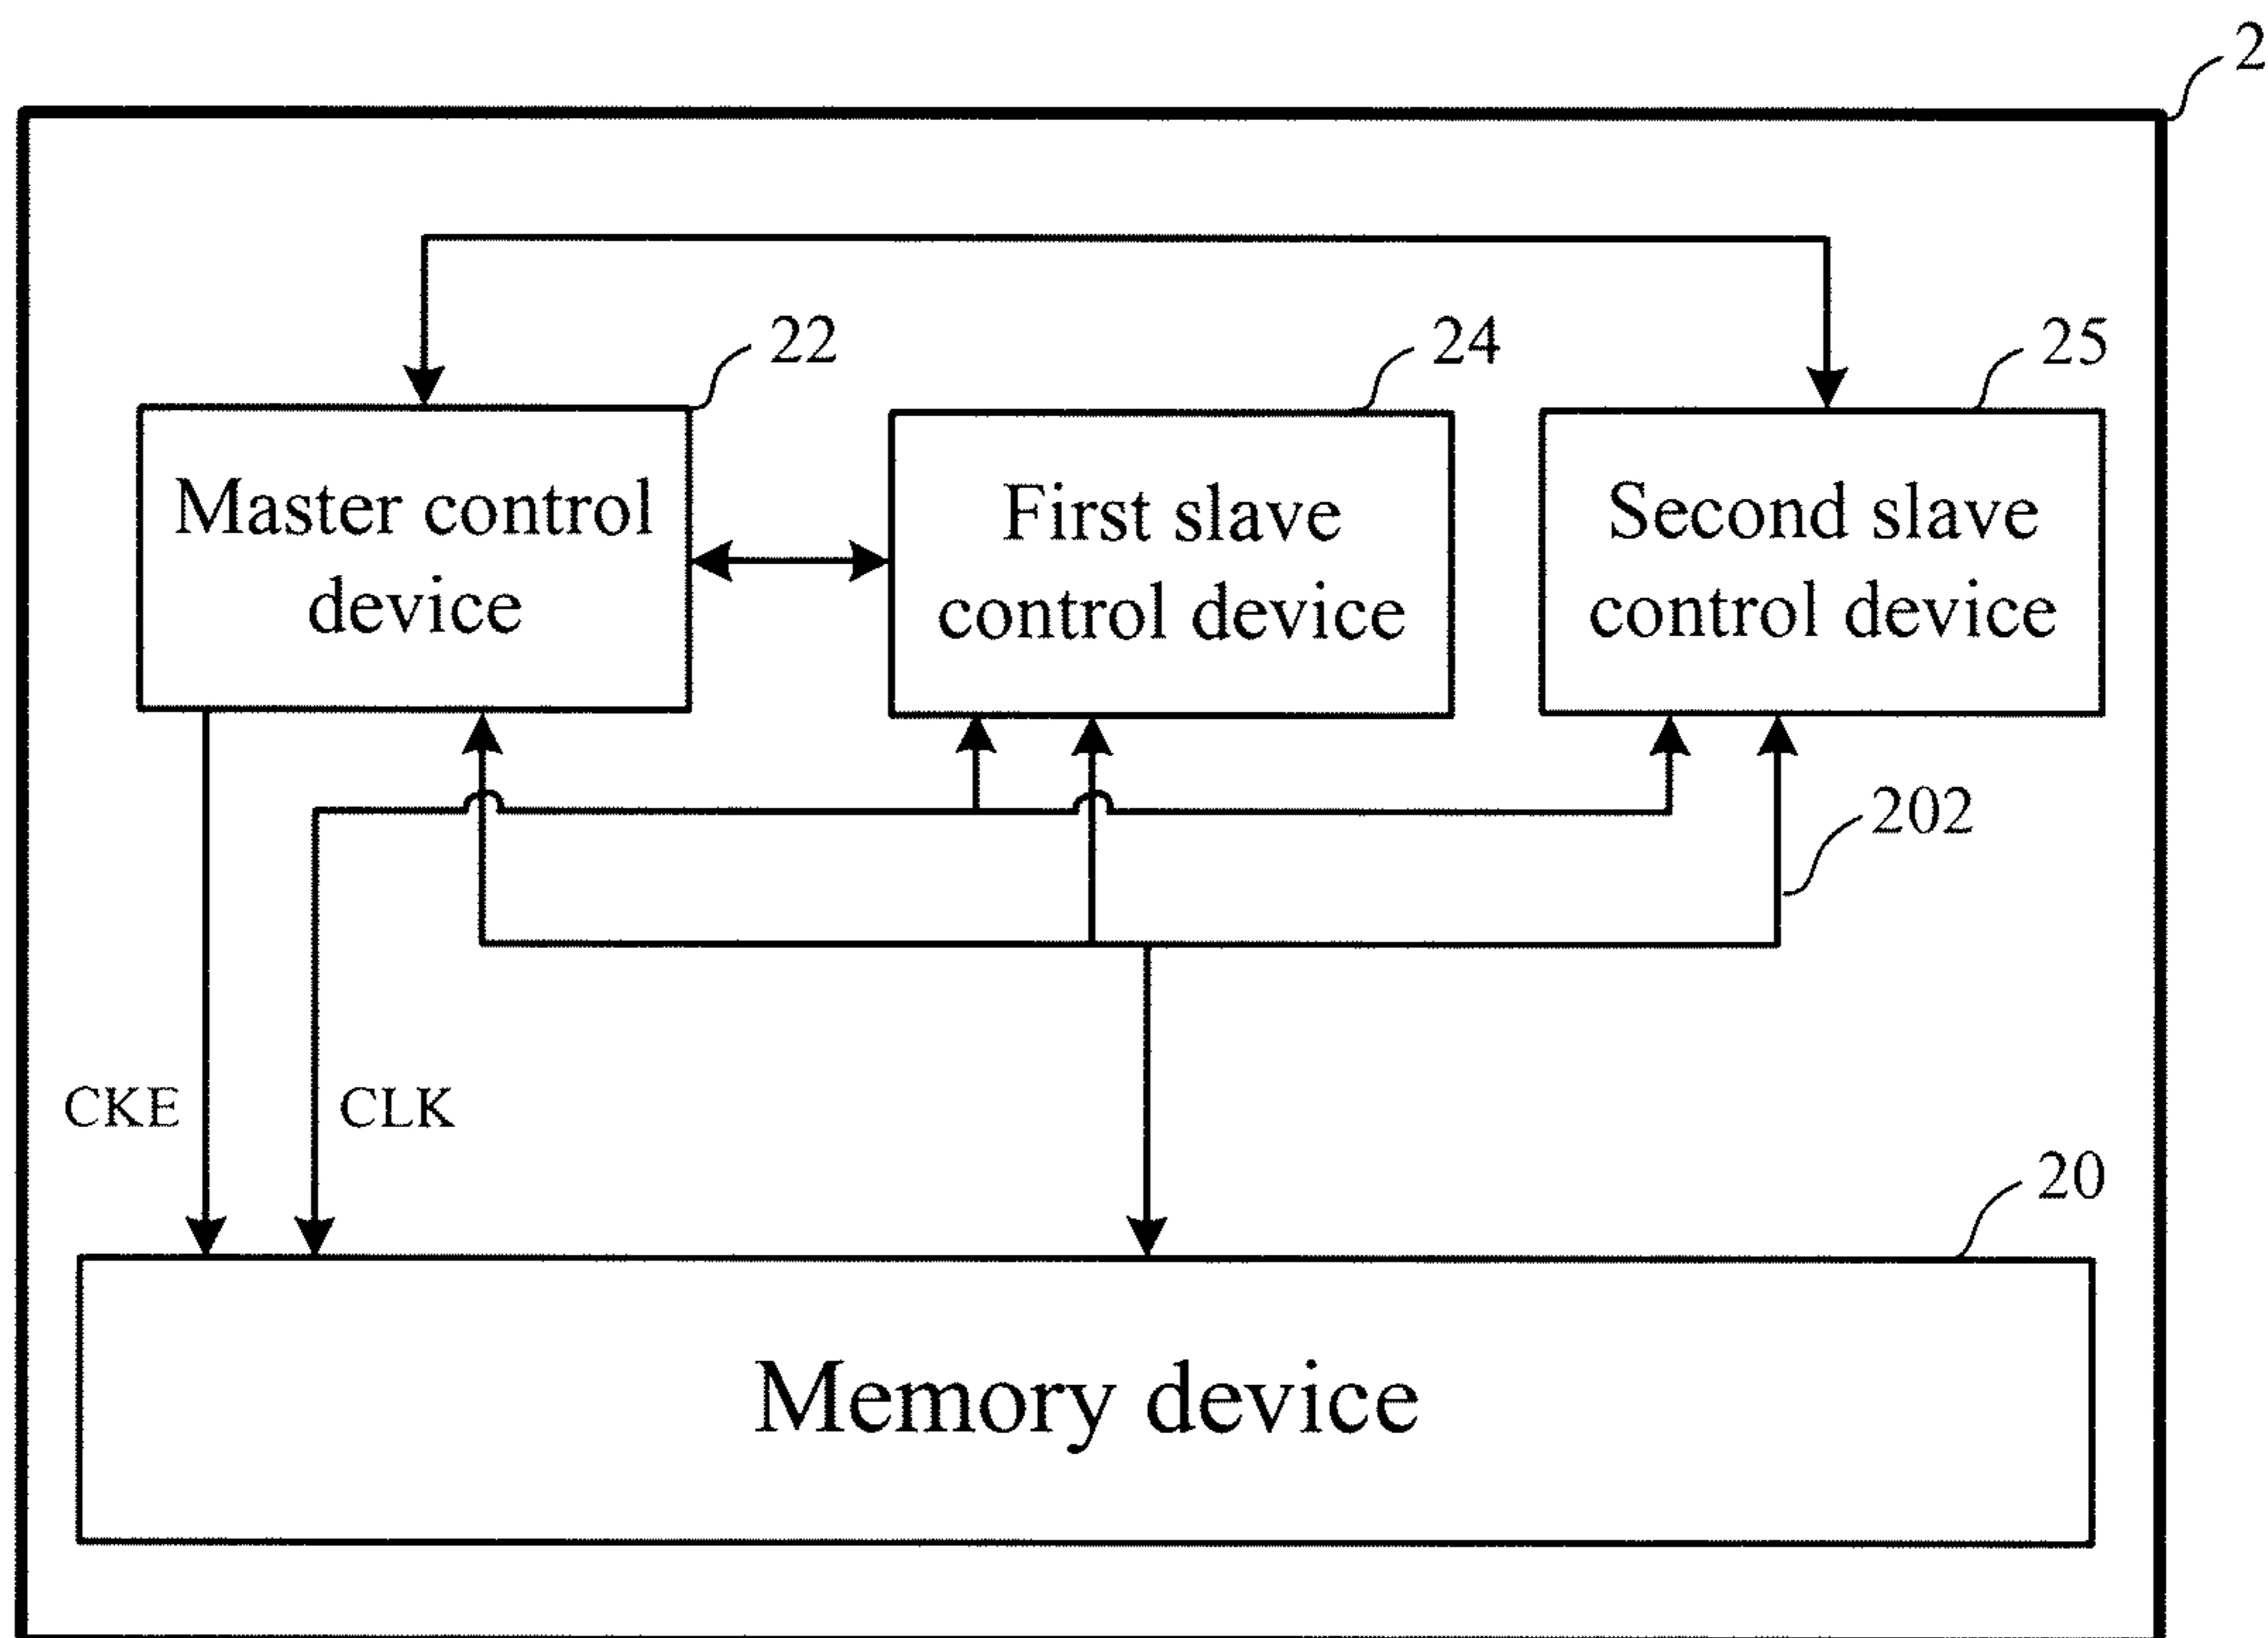 2
22
24
25
Master control
device
First slave
control device
Second slave
control device
202
CKE
CLK
20
Memory device